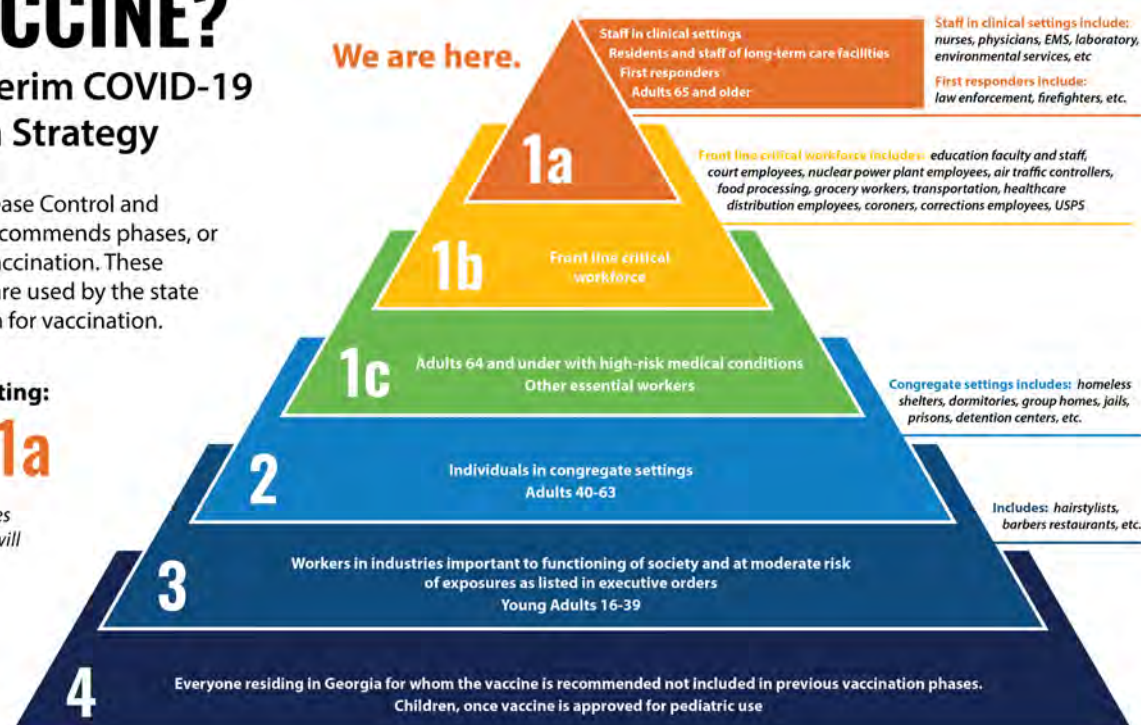 CCINE?
erim COVID-19
Strategy
ease Control and
commends phases, or
accination. These
are used by the state
for vaccination.
ting:
1a
es
will
We are here.
Staff in clinical settings
Residents and staff of long-term care facilities
First responders
Adults 65 and older
Staff in clinical settings include:
nurses, physicians, EMS, laboratory,
environmental services, etc
First responders include:
law enforcement, firefighters, etc.
1a
Front line critical workforce includes: education faculty and staff,
court employees, nuclear power plant employees, air traffic controllers,
food processing, grocery workers, transportation, healthcare
distribution employees, coroners, corrections employees, USPS
1b
Front line critical
workforce
1c
Adults 64 and under with high-risk medical conditions
Other essential workers
Congregate settings includes: homeless
shelters, dormitories, group homes, jails,
prisons, detention centers, etc.
2
Individuals in congregate settings
Adults 40-63
Includes: hairstylists,
barbers restaurants, etc.
3
Workers in industries important to functioning of society and at moderate risk
of exposures as listed in executive orders
Young Adults 16-39
4
Everyone residing in Georgia for whom the vaccine is recommended not included in previous vaccination phases.
Children, once vaccine is approved for pediatric use